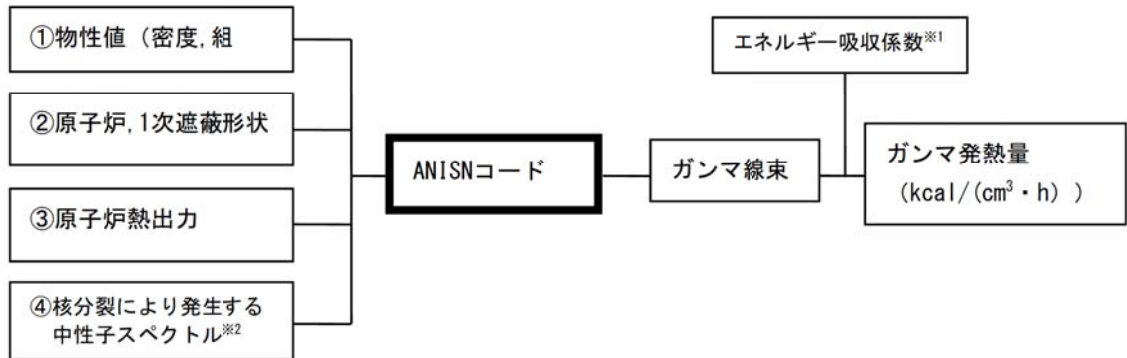 ①物性値（密度,組
②原子炉,1次遮蔽形状
③原子炉熱出力
④核分裂により発生する
中性子スペクトル※2
ANISNコード
ガンマ線束
エネルギー吸収係数※1
ガンマ発熱量
（kcal/(cm³・h)）